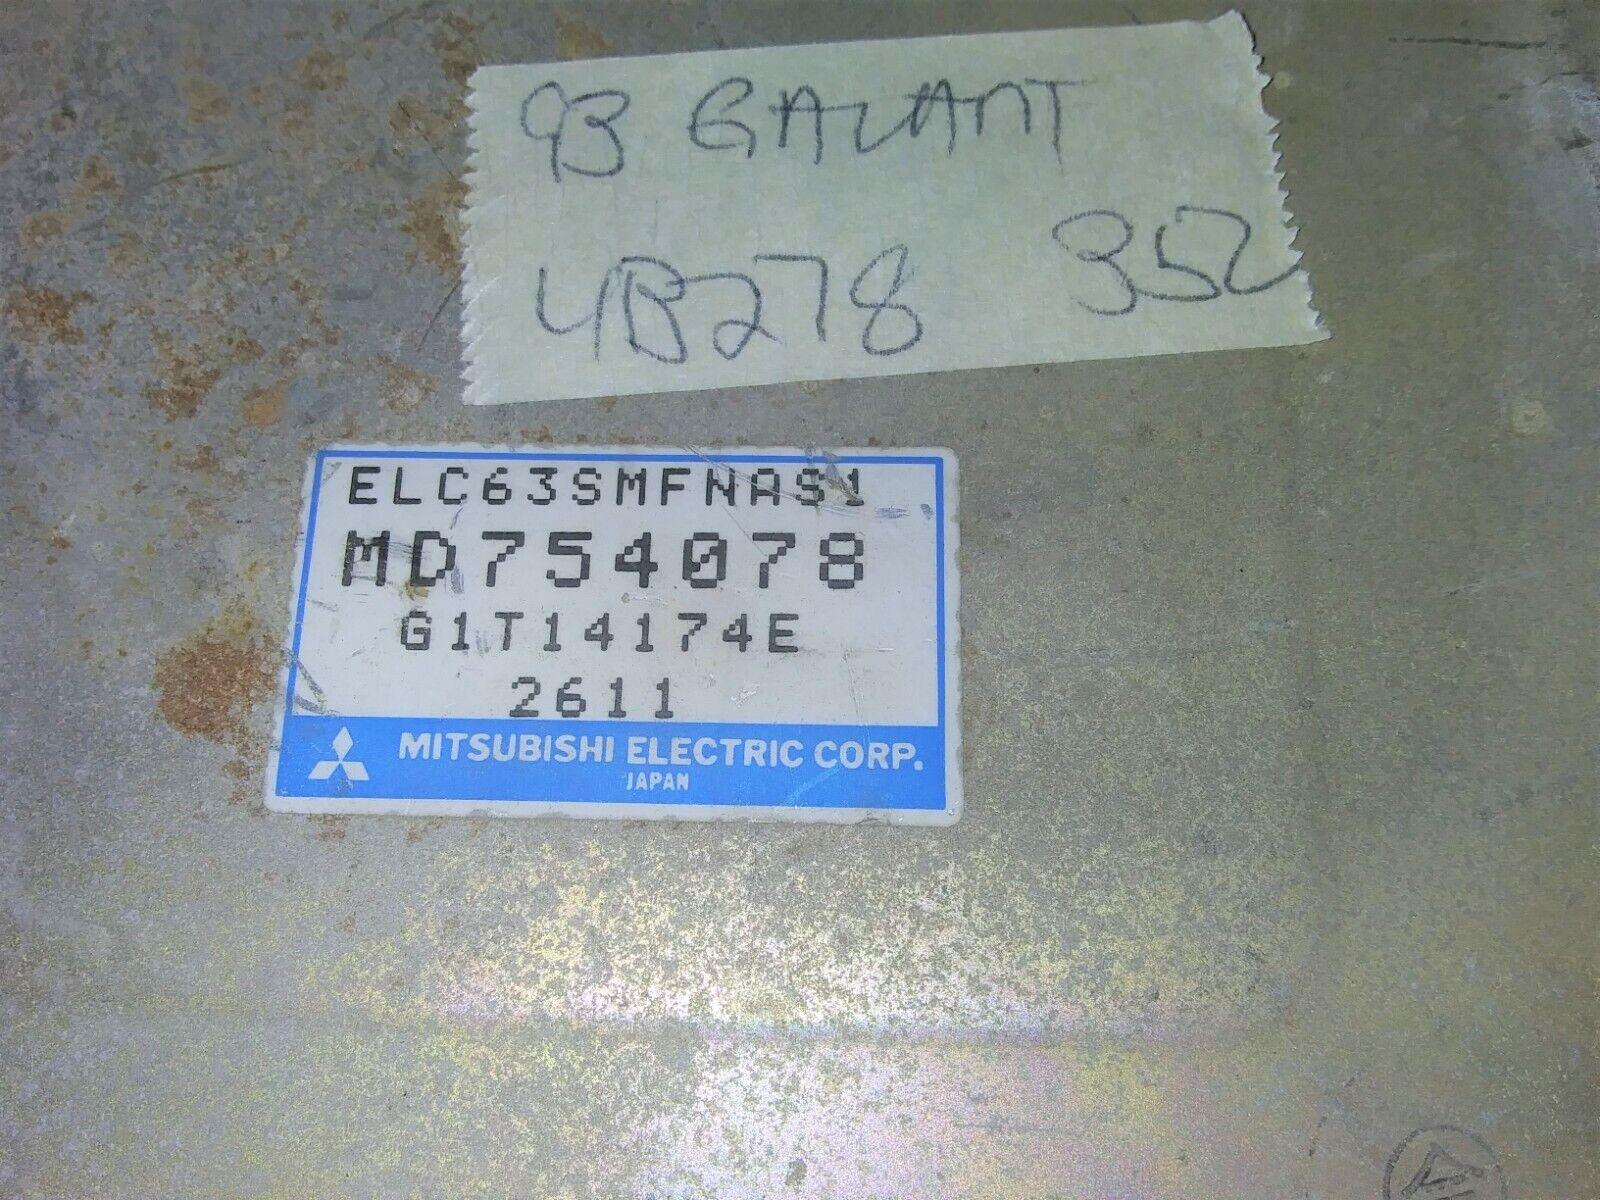 93 GALANT
4B278 352
ELC63SMFNAS1
MD754078
G1T14174E
2611
MITSUBISHI ELECTRIC CORP.
JAPAN